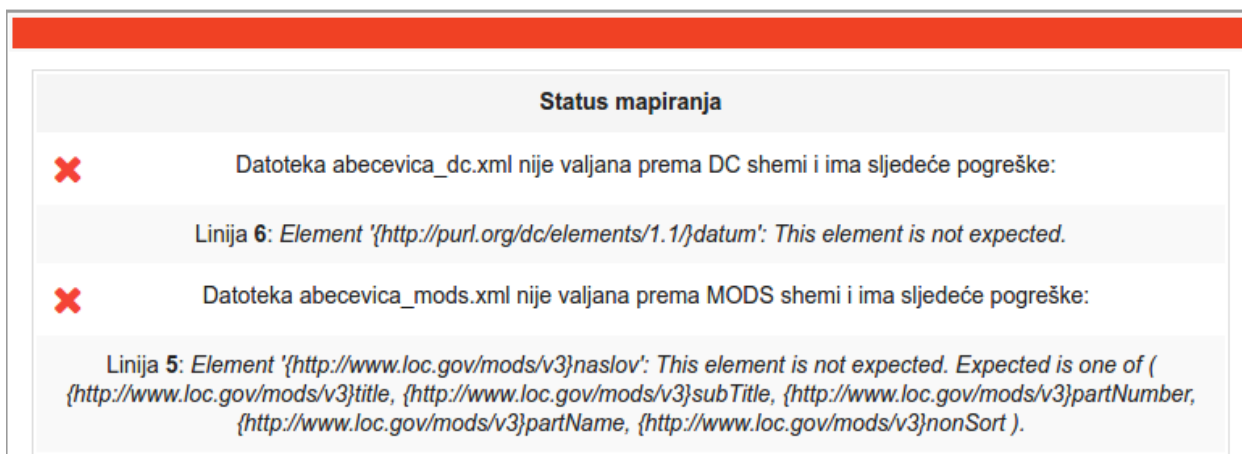 Status mapiranja
Datoteka abecevica_dc.xml nije valjana prema DC shemi i ima sljedeće pogreške:
Linija 6: Element '{http://purl.org/dc/elements/1.1/}datum': This element is not expected.
Datoteka abecevica_mods.xml nije valjana prema MODS shemi i ima sljedeće pogreške:
Linija 5: Element '{http://www.loc.gov/mods/v3}naslov': This element is not expected. Expected is one of (
{http://www.loc.gov/mods/v3}title, {http://www.loc.gov/mods/v3}subTitle, {http://www.loc.gov/mods/v3}partNumber,
{http://www.loc.gov/mods/v3}partName, {http://www.loc.gov/mods/v3}nonSort ).